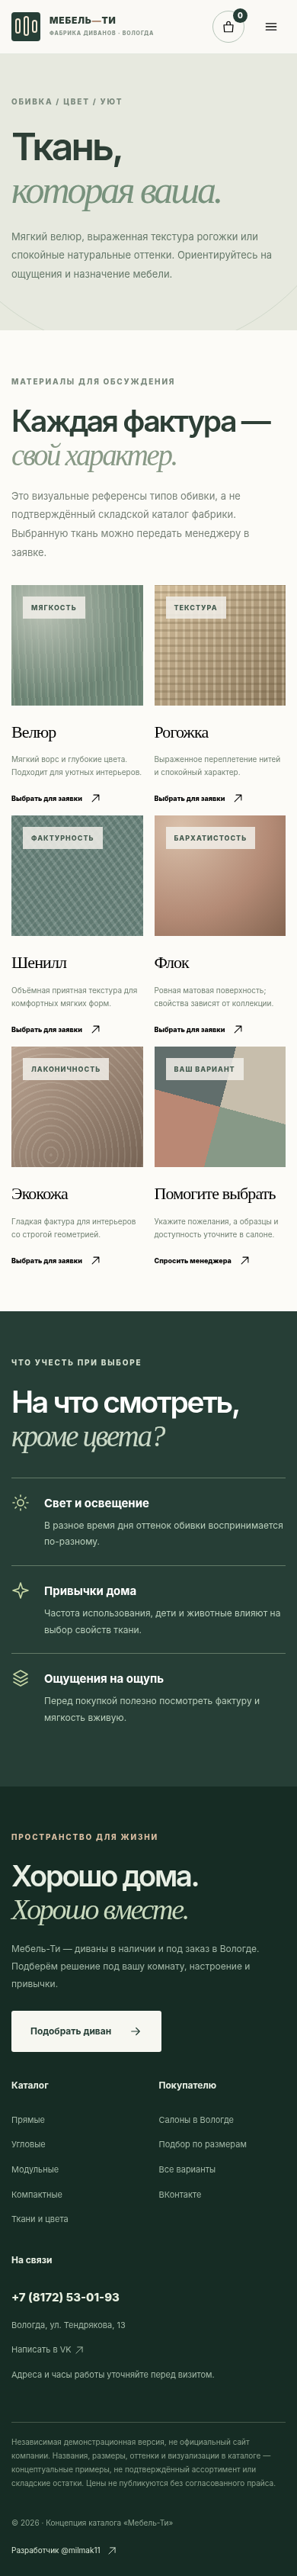 МЕБЕЛЬ—ТИ
ФАБРИКА ДИВАНОВ · ВОЛОГДА
0
ОБИВКА / ЦВЕТ / УЮТ
Ткань,
которая ваша.
Мягкий велюр, выраженная текстура рогожки или
спокойные натуральные оттенки. Ориентируйтесь на
ощущения и назначение мебели.
МАТЕРИАЛЫ ДЛЯ ОБСУЖДЕНИЯ
Каждая фактура —
свой характер.
Это визуальные референсы типов обивки, а не
подтверждённый складской каталог фабрики.
Выбранную ткань можно передать менеджеру в
заявке.
МЯГКОСТЬ
Велюр
Мягкий ворс и глубокие цвета.
Подходит для уютных интерьеров.
Выбрать для заявки
ТЕКСТУРА
Рогожка
Выраженное переплетение нитей
и спокойный характер.
Выбрать для заявки
ФАКТУРНОСТЬ
Шенилл
Объёмная приятная текстура для
комфортных мягких форм.
Выбрать для заявки
БАРХАТИСТОСТЬ
Флок
Ровная матовая поверхность;
свойства зависят от коллекции.
Выбрать для заявки
ЛАКОНИЧНОСТЬ
Экокожа
Гладкая фактура для интерьеров
со строгой геометрией.
Выбрать для заявки
ВАШ ВАРИАНТ
Помогите выбрать
Укажите пожелания, а образцы и
доступность уточните в салоне.
Спросить менеджера
ЧТО УЧЕСТЬ ПРИ ВЫБОРЕ
На что смотреть,
кроме цвета?
Свет и освещение
В разное время дня оттенок обивки воспринимается
по-разному.
Привычки дома
Частота использования, дети и животные влияют на
выбор свойств ткани.
Ощущения на ощупь
Перед покупкой полезно посмотреть фактуру и
мягкость вживую.
ПРОСТРАНСТВО ДЛЯ ЖИЗНИ
Хорошо дома.
Хорошо вместе.
Мебель-Ти — диваны в наличии и под заказ в Вологде.
Подберём решение под вашу комнату, настроение и
привычки.
Подобрать диван
Каталог
Прямые
Угловые
Модульные
Компактные
Ткани и цвета
Покупателю
Салоны в Вологде
Подбор по размерам
Все варианты
ВКонтакте
На связи
+7 (8172) 53-01-93
Вологда, ул. Тендрякова, 13
Написать в VK
Адреса и часы работы уточняйте перед визитом.
Независимая демонстрационная версия, не официальный сайт
компании. Названия, размеры, оттенки и визуализации в каталоге —
концептуальные примеры, не подтверждённый ассортимент или
складские остатки. Цены не публикуются без согласованного прайса.
© 2026 · Концепция каталога «Мебель-Ти»
Разработчик @milmak11